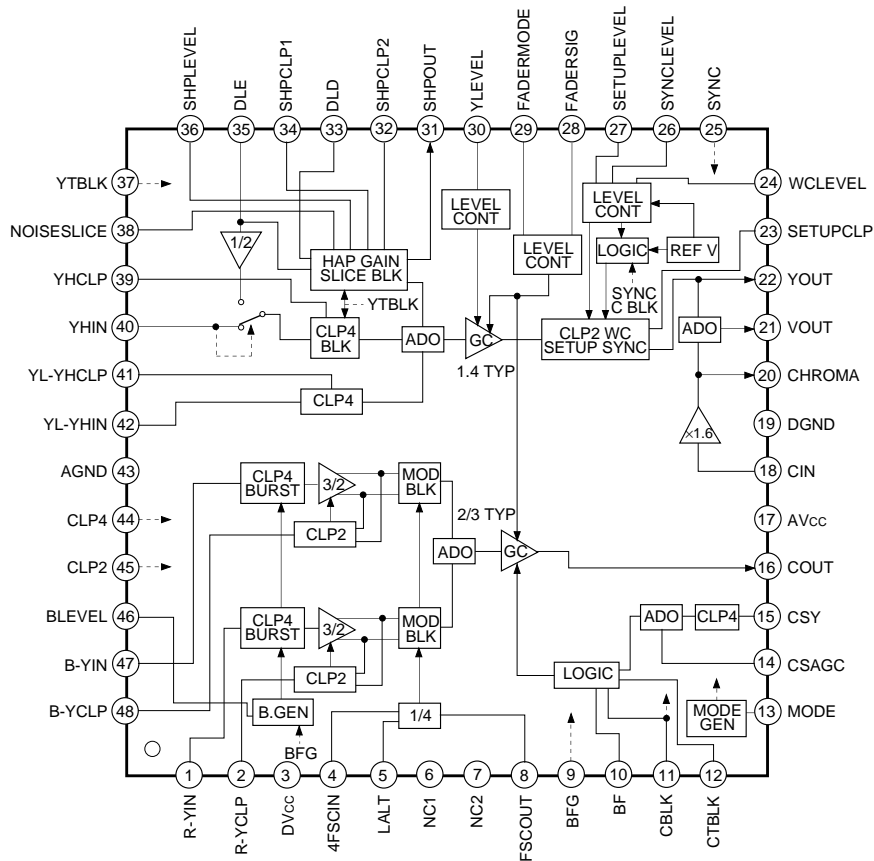 SHPLEVEL
DLE
SHPCLP1
DLD
SHPCLP2
SHPOUT
YLEVEL
FADERMODE
FADERSIG
SETUPLEVEL
SYNCLEVEL
SYNC
36
35
34
33
32
31
30
29
28
27
26
25
YTBLK
37
NOISESLICE
38
YHCLP
39
YHIN
40
YL-YHCLP
41
YL-YHIN
42
AGND
43
CLP4
44
CLP2
45
BLEVEL
46
B-YIN
47
B-YCLP
48
24
WCLEVEL
23
SETUPCLP
22
YOUT
21
VOUT
20
CHROMA
19
DGND
18
CIN
17
AVCC
16
COUT
15
CSY
14
CSAGC
13
MODE
1/2
HAP GAIN
SLICE BLK
YTBLK
CLP4
BLK
ADO
CLP4
LEVEL
CONT
LEVEL
CONT
GC
1.4 TYP
LEVEL
CONT
LOGIC
REF V
SYNC
C BLK
CLP2 WC
SETUP SYNC
ADO
×1.6
CLP4
BURST
3/2
MOD
BLK
CLP2
ADO
2/3 TYP
GC
CLP4
BURST
3/2
MOD
BLK
CLP2
B.GEN
BFG
1/4
LOGIC
ADO
CLP4
MODE
GEN
1
2
3
4
5
6
7
8
9
10
11
12
R-YIN
R-YCLP
DVCC
4FSCIN
LALT
NC1
NC2
FSCOUT
BFG
BF
CBLK
CTBLK